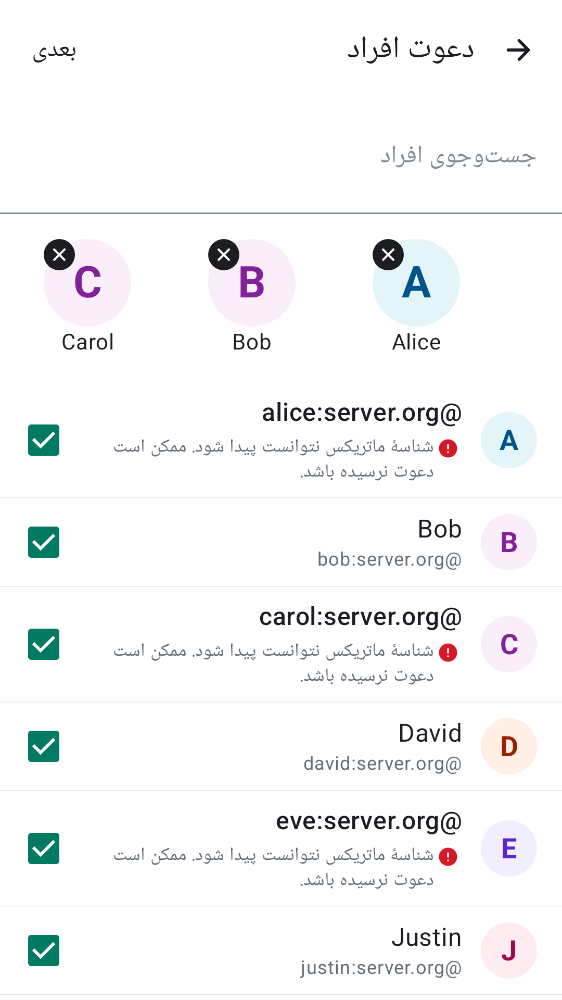 دعوت افراد
بعدی
جست‌وجوی افراد
A
B
C
Alice
Bob
Carol
A
alice:server.org@
شناسهٔ ماتریکس نتوانست پیدا شود. ممکن است
دعوت نرسیده باشد.
B
Bob
bob:server.org@
C
carol:server.org@
شناسهٔ ماتریکس نتوانست پیدا شود. ممکن است
دعوت نرسیده باشد.
D
David
david:server.org@
E
eve:server.org@
شناسهٔ ماتریکس نتوانست پیدا شود. ممکن است
دعوت نرسیده باشد.
J
Justin
justin:server.org@